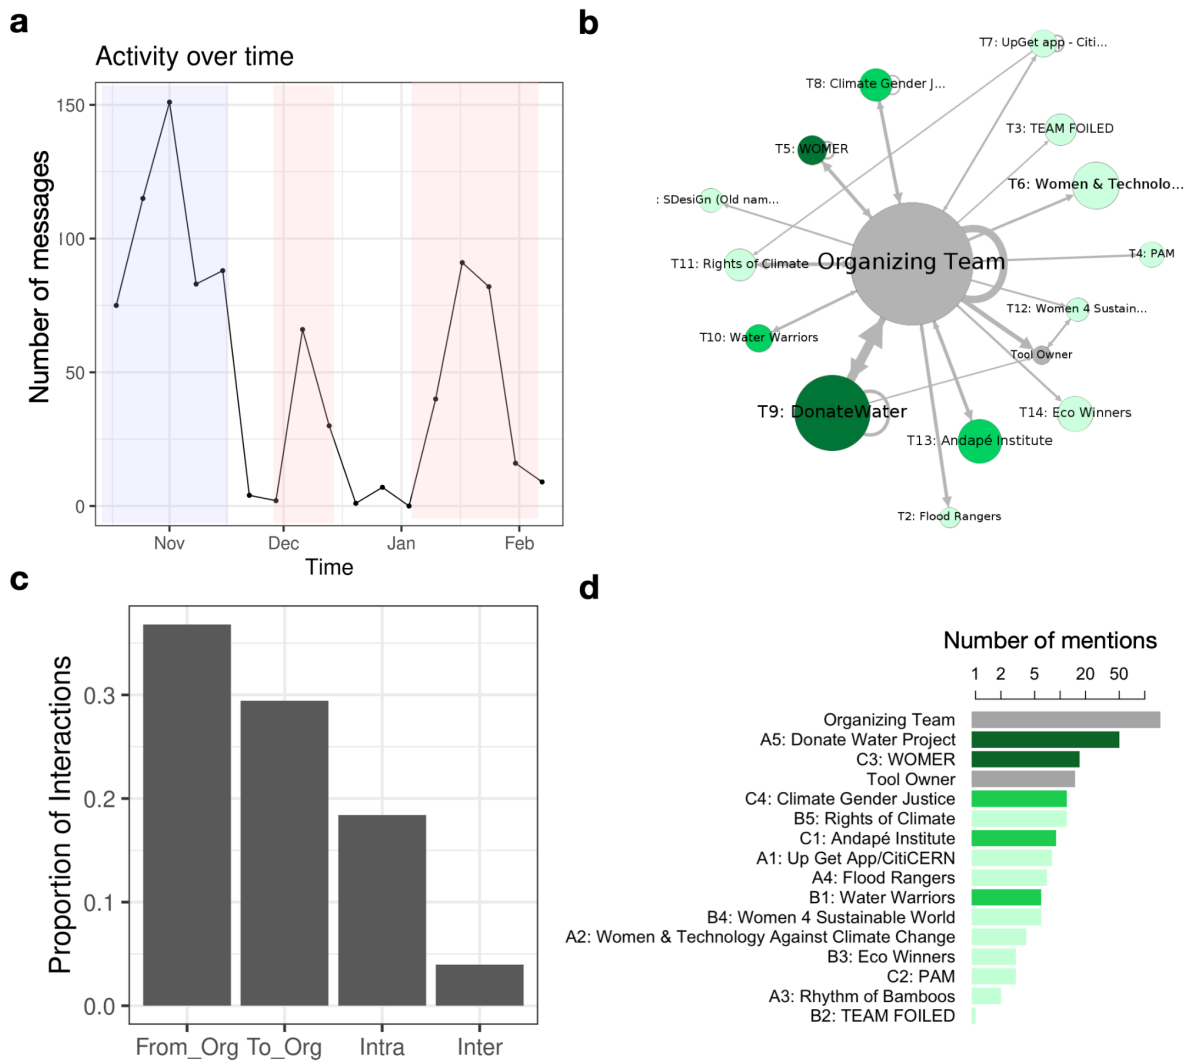 a
Activity over time
Number of messages
150
100
50
0
Nov
Dec
Jan
Feb
Time
b
T7: UpGet app - Citi...
T8: Climate Gender J...
T3: TEAM FOILED
T5: WOMER
T6: Women & Technolo...
: SDesiGn (Old nam...
T4: PAM
T11: Rights of Climate
Organizing Team
T12: Women 4 Sustain...
T10: Water Warriors
Tool Owner
T9: DonateWater
T14: Eco Winners
T13: Andapé Institute
T2: Flood Rangers
c
Proportion of Interactions
0.3
0.2
0.1
0.0
From_Org
To_Org
Intra
Inter
d
Number of mentions
1 2 5 20 50
Organizing Team
A5: Donate Water Project
C3: WOMER
Tool Owner
C4: Climate Gender Justice
B5: Rights of Climate
C1: Andapé Institute
A1: Up Get App/CitiCERN
A4: Flood Rangers
B1: Water Warriors
B4: Women 4 Sustainable World
A2: Women & Technology Against Climate Change
B3: Eco Winners
C2: PAM
A3: Rhythm of Bamboos
B2: TEAM FOILED